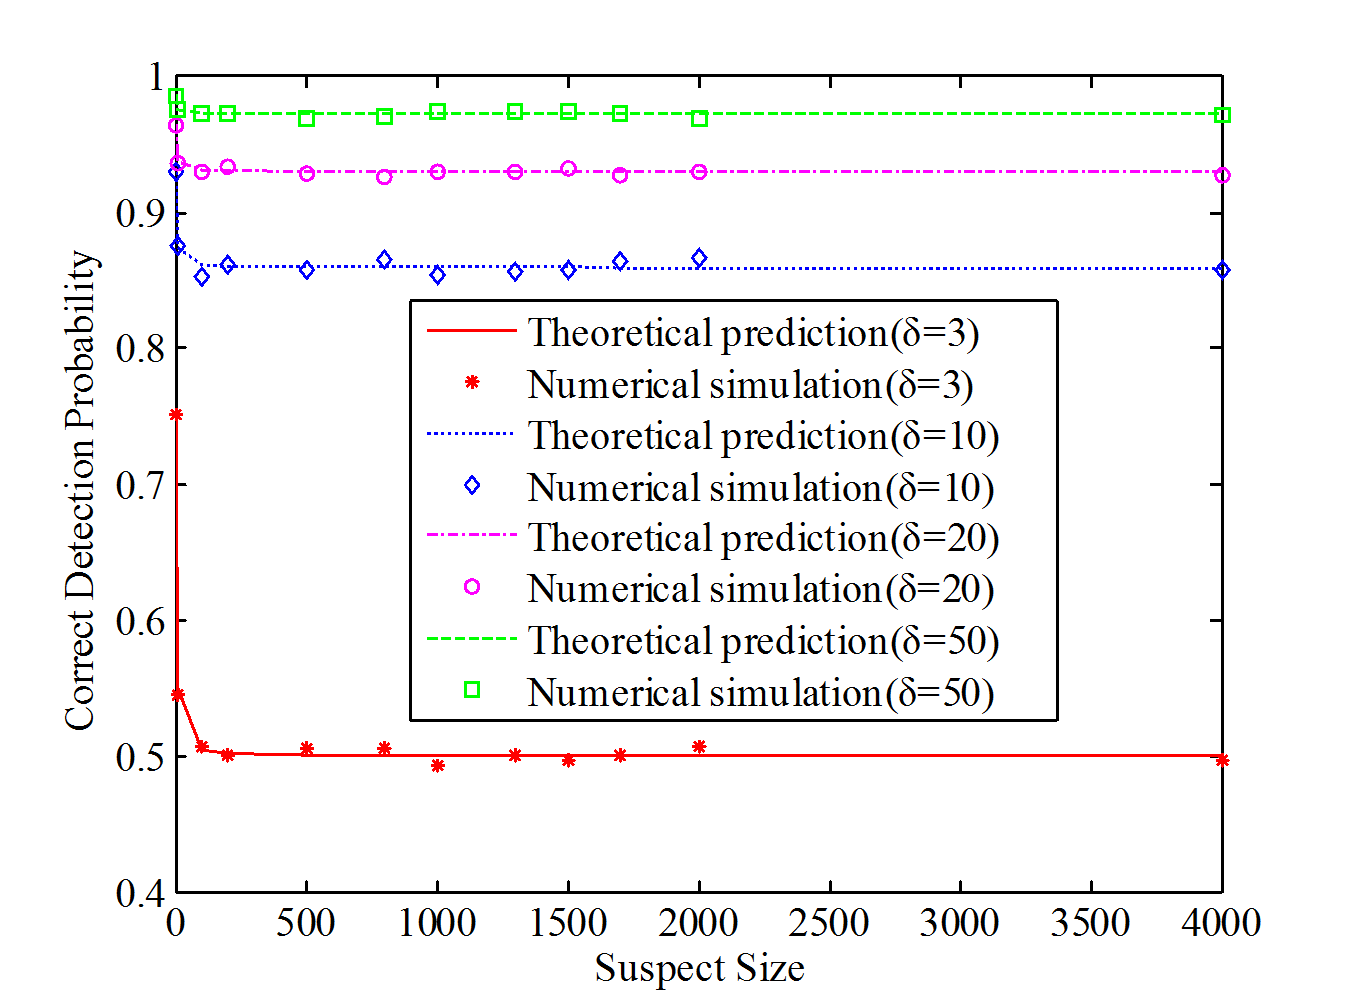 1
0.9
0.8
0.7
0.6
0.5
0.4
Correct Detection Probability
Theoretical prediction(δ=3)
Numerical simulation(δ=3)
Theoretical prediction(δ=10)
Numerical simulation(δ=10)
Theoretical prediction(δ=20)
Numerical simulation(δ=20)
Theoretical prediction(δ=50)
Numerical simulation(δ=50)
0 500 1000 1500 2000 2500 3000 3500 4000
Suspect Size